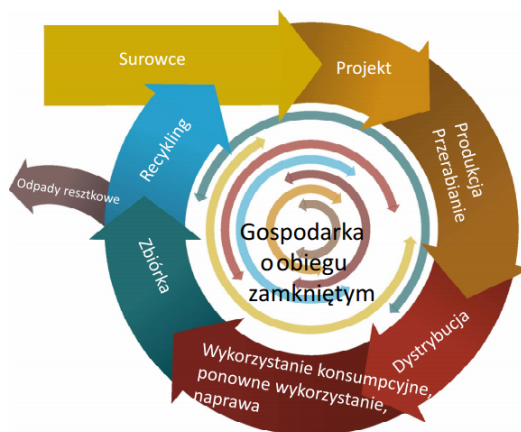 Surowce
Projekt
Produkcja
Przerabianie
Dystrybucja
Wykorzystanie konsumpcyjne,
ponowne wykorzystanie,
naprawa
Zbiórka
Recykling
Odpady resztkowe
Gospodarka
o obiegu
zamkniętym